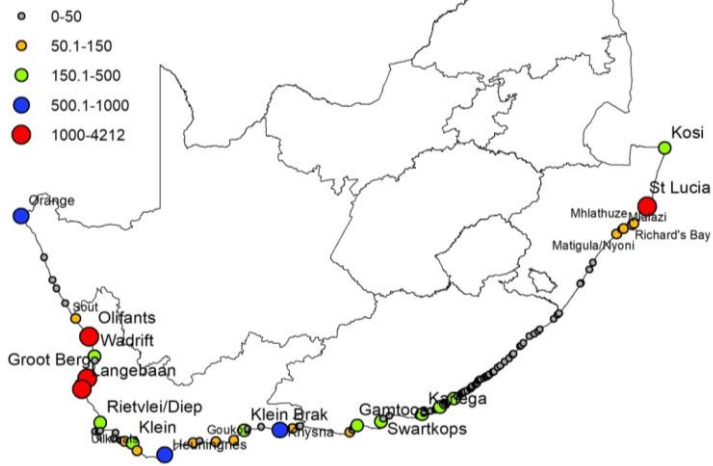 0-50
50.1-150
150.1-500
500.1-1000
1000-4212
Kosi
St Lucia
Orange
Mhlathuze
Mlalazi
Richard's Bay
Matigula/Nyoni
Sout
Olifants
Wadrift
Groot Berg
Langebaan
Rietvlei/Diep
Klein
Heuningnes
Goukou
Klein Brak
Knysna
Gamtoos
Swartkops
Kariega